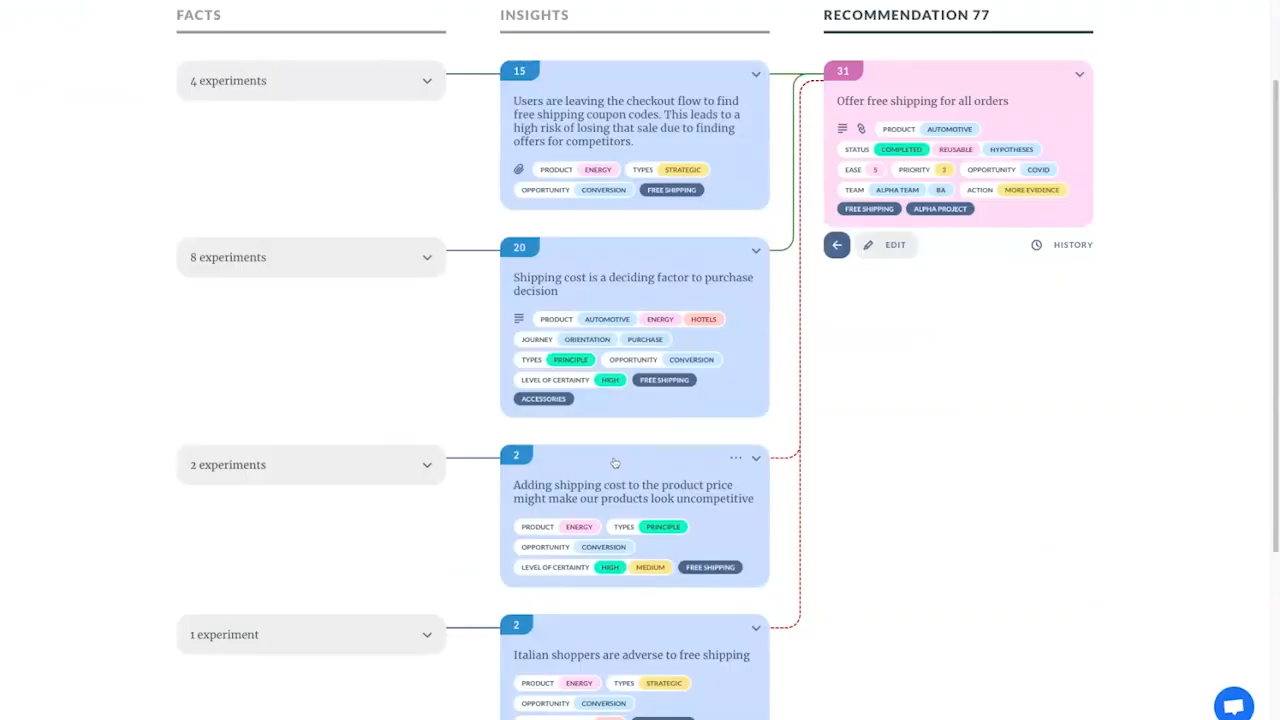 FACTS
INSIGHTS
RECOMMENDATION 77
4 experiments
15
Users are leaving the checkout flow to find
free shipping coupon codes. This leads to a
high risk of losing that sale due to finding
offers for competitors.
PRODUCT ENERGY TYPES STRATEGIC
OPPORTUNITY CONVERSION FREE SHIPPING
31
Offer free shipping for all orders
PRODUCT AUTOMOTIVE
STATUS COMPLETED REUSABLE HYPOTHESES
EASE 5 PRIORITY 3 OPPORTUNITY COVID
TEAM ALPHA TEAM BA ACTION MORE EVIDENCE
FREE SHIPPING ALPHA PROJECT
EDIT HISTORY
8 experiments
20
Shipping cost is a deciding factor to purchase
decision
PRODUCT AUTOMOTIVE ENERGY HOTELS
JOURNEY ORIENTATION PURCHASE
TYPES PRINCIPLE OPPORTUNITY CONVERSION
LEVEL OF CERTAINTY HIGH FREE SHIPPING
ACCESSORIES
2 experiments
2
Adding shipping cost to the product price
might make our products look uncompetitive
PRODUCT ENERGY TYPES PRINCIPLE
OPPORTUNITY CONVERSION
LEVEL OF CERTAINTY HIGH MEDIUM FREE SHIPPING
1 experiment
2
Italian shoppers are adverse to free shipping
PRODUCT ENERGY TYPES STRATEGIC
OPPORTUNITY CONVERSION